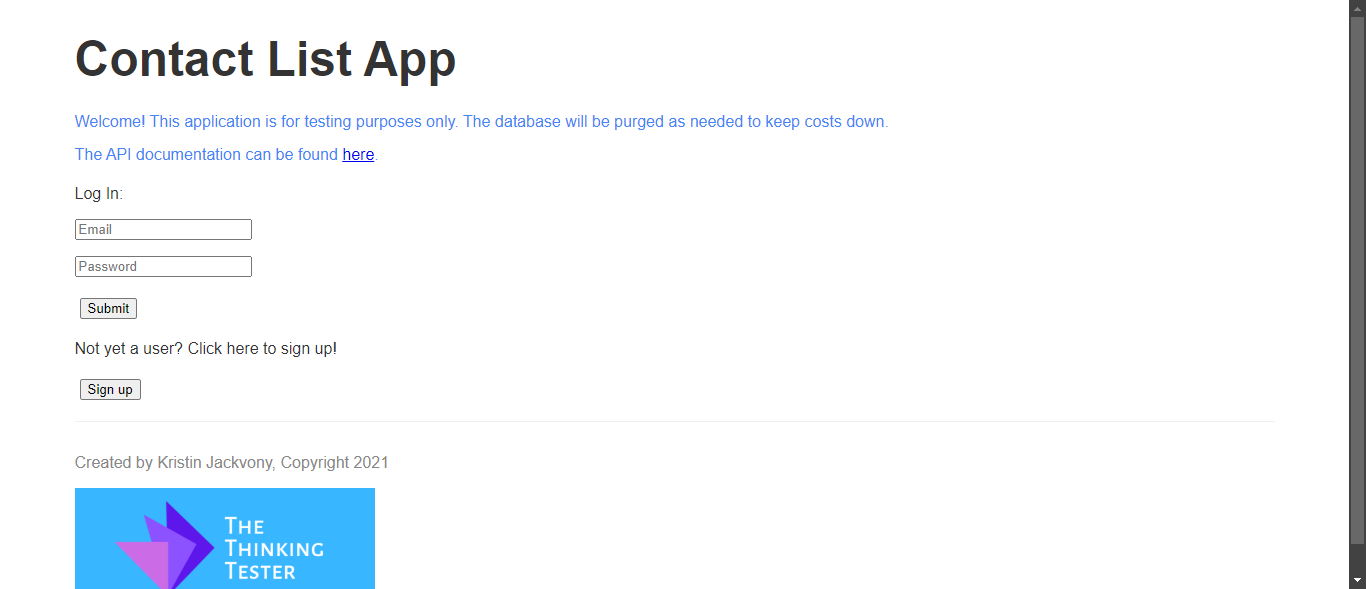 Contact List App
Welcome! This application is for testing purposes only. The database will be purged as needed to keep costs down.
The API documentation can be found here.
Log In:
Email
Password
Submit
Not yet a user? Click here to sign up!
Sign up
Created by Kristin Jackvony, Copyright 2021
THE
THINKING
TESTER